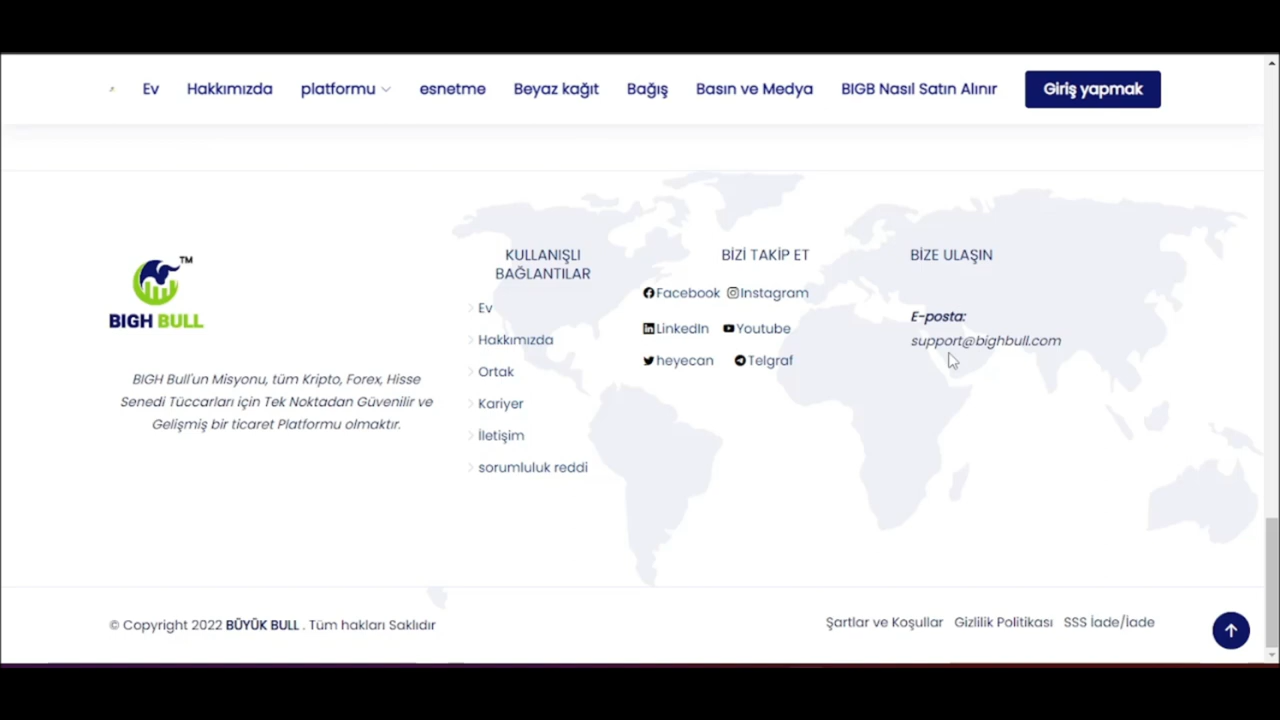 Ev Hakkımızda platformu esnetme Beyaz kağıt Bağış Basın ve Medya BIGB Nasıl Satın Alınır Giriş yapmak
TM
BIGH BULL
BIGH Bull'un Misyonu, tüm Kripto, Forex, Hisse
Senedi Tüccarları için Tek Noktadan Güvenilir ve
Gelişmiş bir ticaret Platformu olmaktır.
KULLANIŞLI
BAĞLANTILAR
Ev
Hakkımızda
Ortak
Kariyer
İletişim
sorumluluk reddi
BİZİ TAKİP ET
Facebook Instagram
LinkedIn Youtube
heyecan Telgraf
BİZE ULAŞIN
E-posta:
support@bighbull.com
© Copyright 2022 BÜYÜK BULL . Tüm hakları Saklıdır
Şartlar ve Koşullar Gizlilik Politikası SSS İade/İade